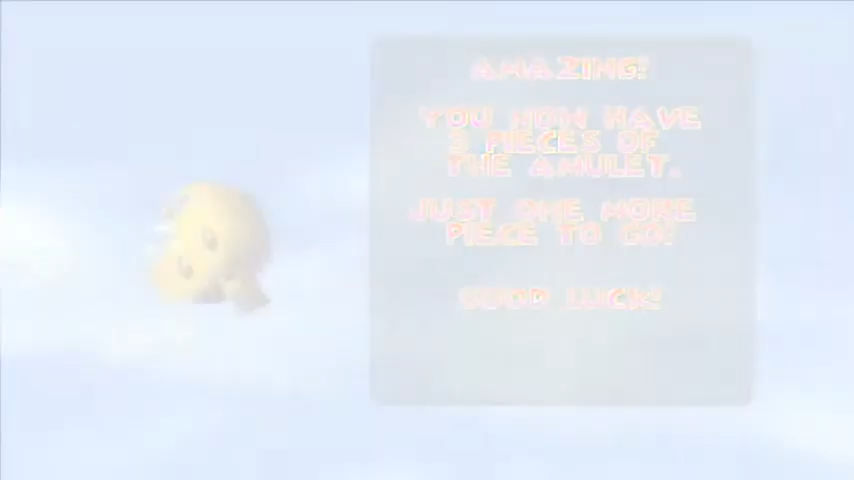 AMAZING!
YOU NOW HAVE
3 PIECES OF
THE AMULET.
JUST ONE MORE
PIECE TO GO!
GOOD LUCK!